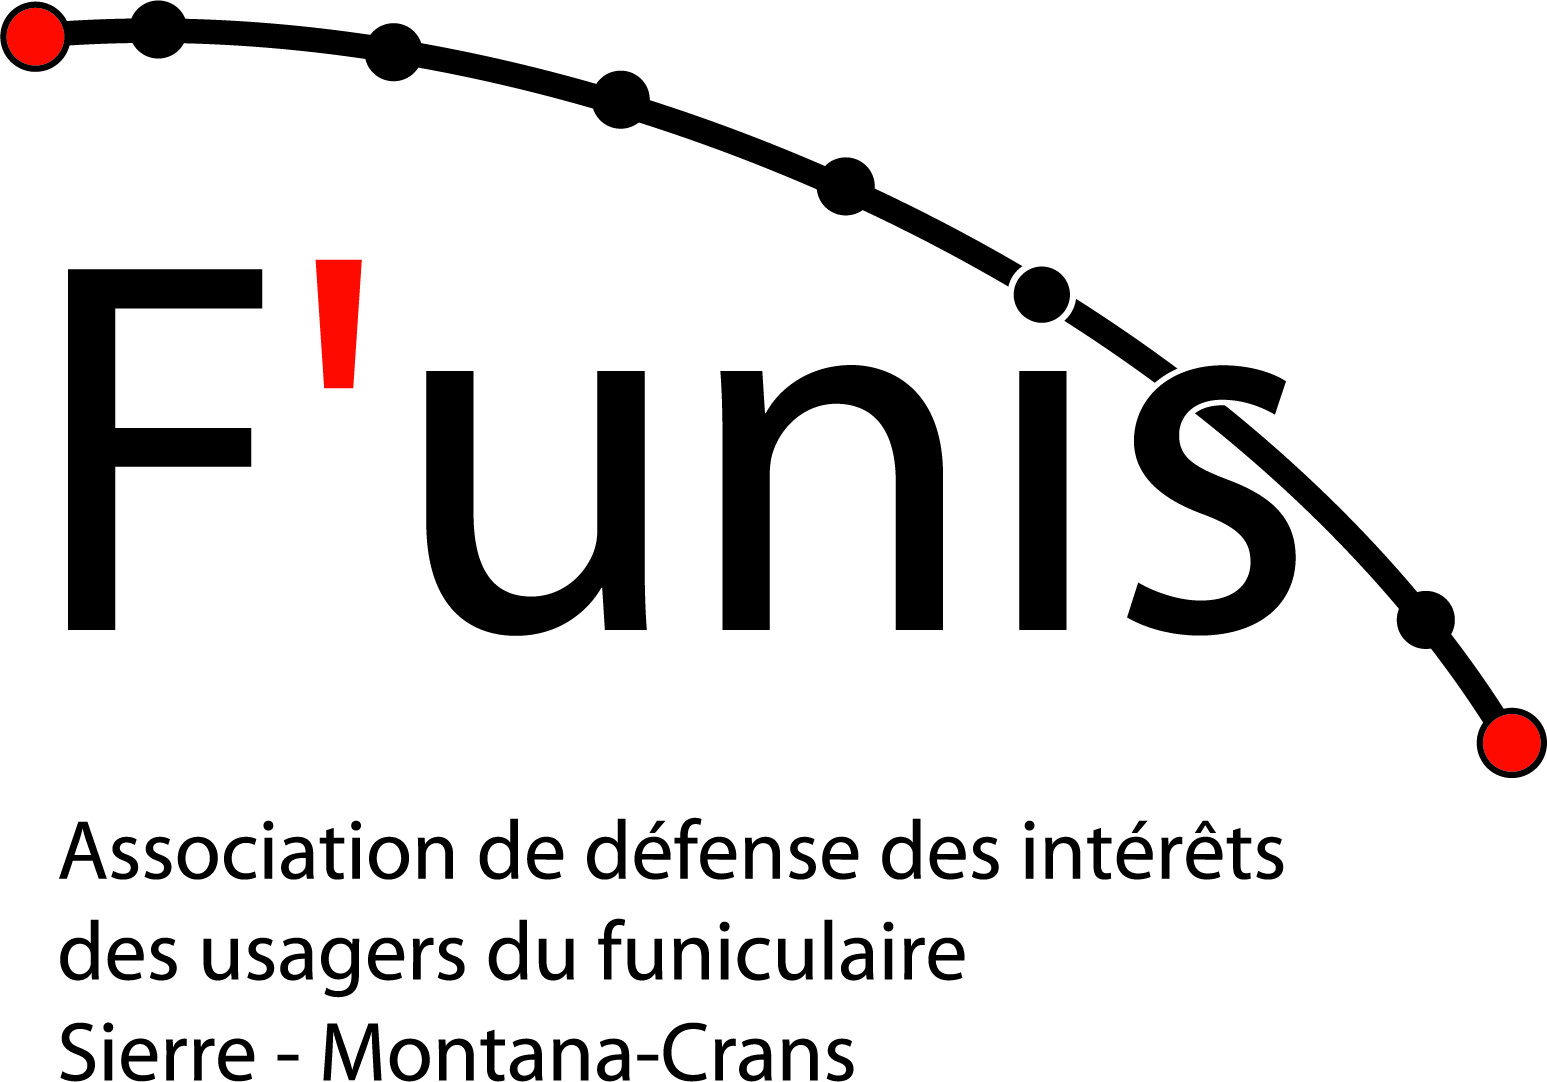 F'unis
Association de défense des intérêts
des usagers du funiculaire
Sierre - Montana-Crans